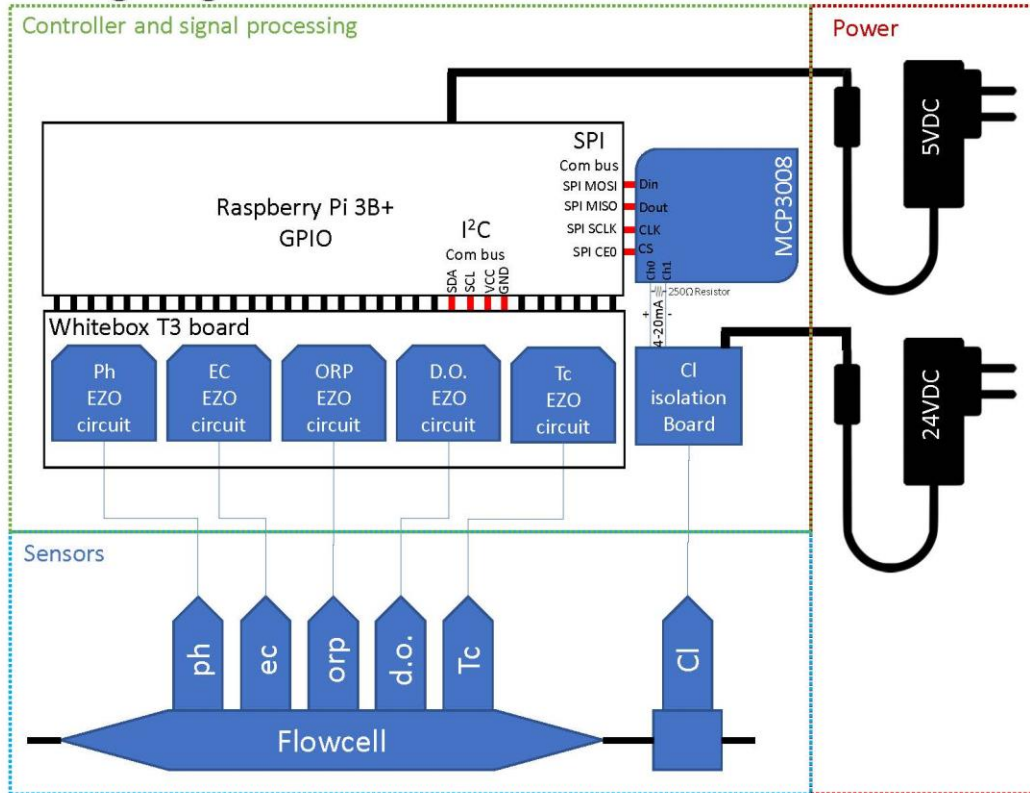 Controller and signal processing
Power
5VDC
SPI
Com bus
SPI MOSI
SPI MISO
SPI SCLK
SPI CE0
Din
Dout
CLK
CS
Ch0
Ch1
MCP3008
Raspberry Pi 3B+
GPIO
I²C
Com bus
SDA
SCL
VCC
GND
250Ω Resistor
+
4-20mA
-
Whitebox T3 board
Ph
EZO
circuit
EC
EZO
circuit
ORP
EZO
circuit
D.O.
EZO
circuit
Tc
EZO
circuit
Cl
isolation
Board
24VDC
Sensors
ph
ec
orp
d.o.
Tc
Cl
Flowcell